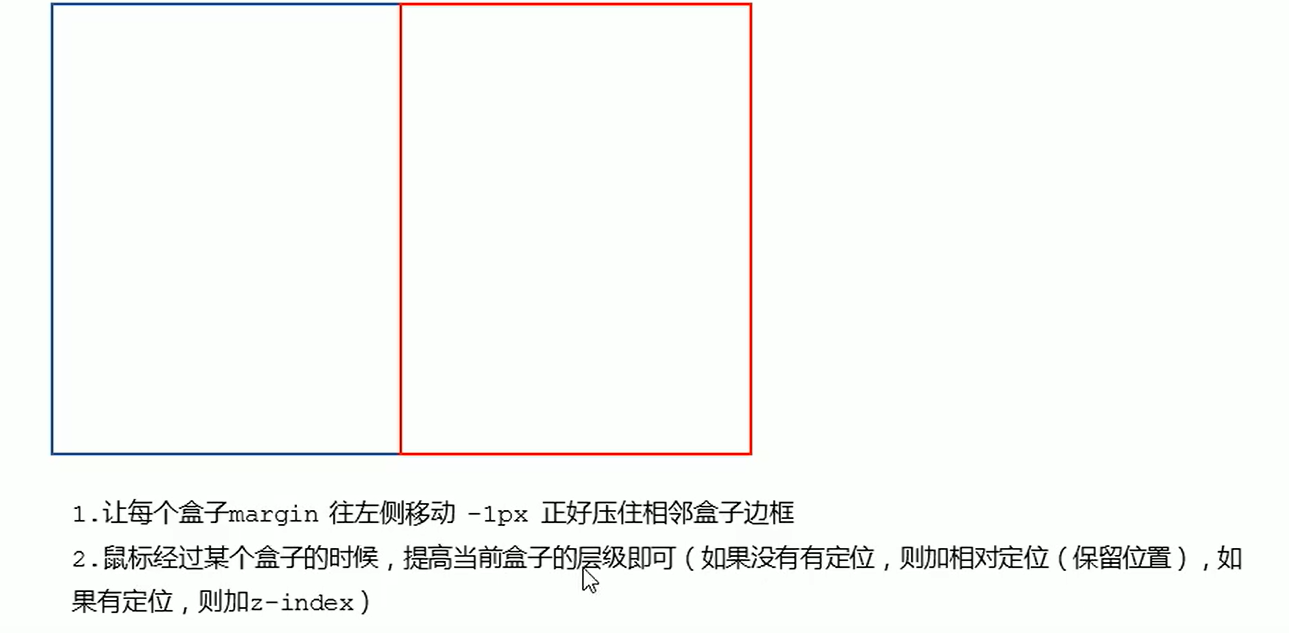 1.让每个盒子margin 往左侧移动 -1px 正好压住相邻盒子边框
2.鼠标经过某个盒子的时候，提高当前盒子的层级即可（如果没有有定位，则加相对定位（保留位置），如
果有定位，则加z-index）